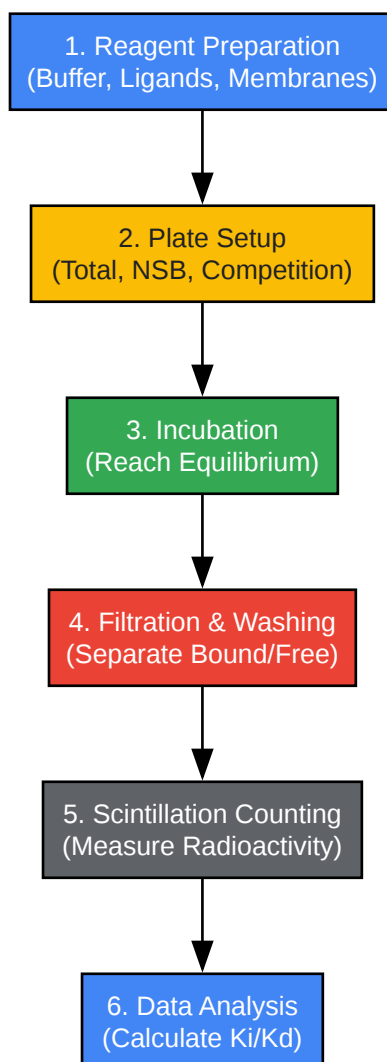 1. Reagent Preparation
(Buffer, Ligands, Membranes)
2. Plate Setup
(Total, NSB, Competition)
3. Incubation
(Reach Equilibrium)
4. Filtration & Washing
(Separate Bound/Free)
5. Scintillation Counting
(Measure Radioactivity)
6. Data Analysis
(Calculate Ki/Kd)